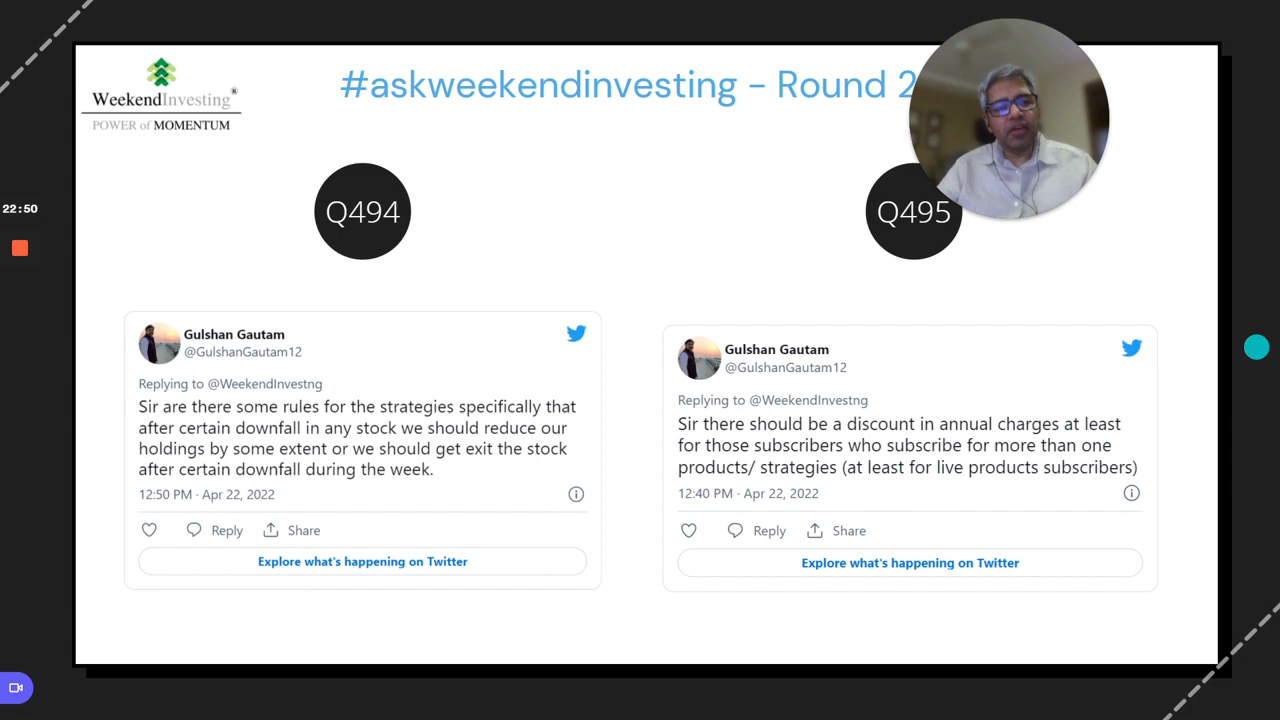 WeekendInvesting®
POWER of MOMENTUM
#askweekendinvesting - Round 2
22:50
Q494
Q495
Gulshan Gautam
@GulshanGautam12
Replying to @WeekendInvestng
Sir are there some rules for the strategies specifically that
after certain downfall in any stock we should reduce our
holdings by some extent or we should get exit the stock
after certain downfall during the week.
12:50 PM · Apr 22, 2022
Reply
Share
Explore what's happening on Twitter
Gulshan Gautam
@GulshanGautam12
Replying to @WeekendInvestng
Sir there should be a discount in annual charges at least
for those subscribers who subscribe for more than one
products/ strategies (at least for live products subscribers)
12:40 PM · Apr 22, 2022
Reply
Share
Explore what's happening on Twitter